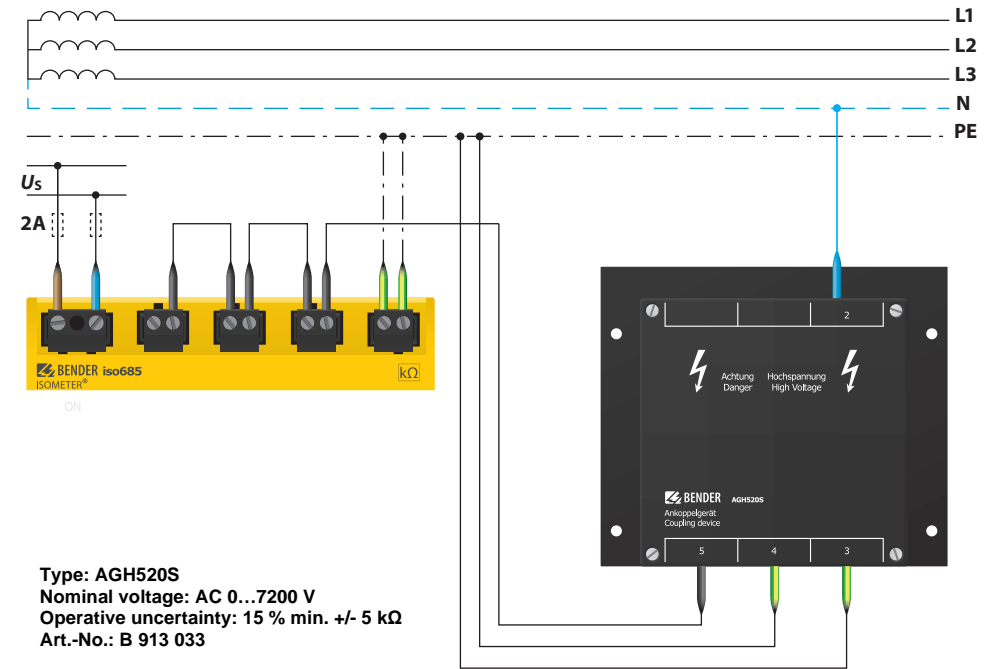 L1
L2
L3
N
PE
Us
2A
BENDER iso685
ISOMETER®
kΩ
ON
2
Achtung Hochspannung
Danger High Voltage
BENDER AGH520S
Ankoppelgerät
Coupling device
5 4 3
Type: AGH520S
Nominal voltage: AC 0…7200 V
Operative uncertainty: 15 % min. +/- 5 kΩ
Art.-No.: B 913 033